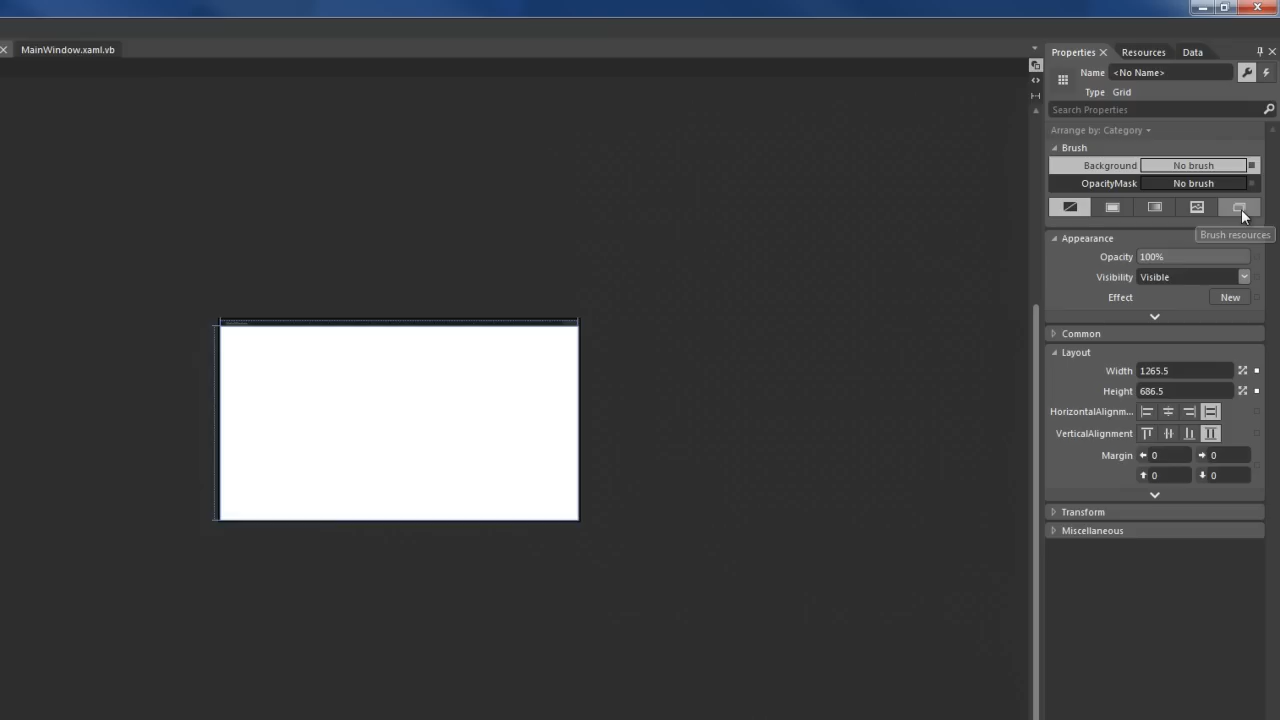 MainWindow.xaml.vb
Properties Resources Data
Name <No Name>
Type Grid
Search Properties
Arrange by: Category
Brush
Background No brush
OpacityMask No brush
Brush resources
Appearance
Opacity 100%
Visibility Visible
Effect New
Common
Layout
Width 1265.5
Height 686.5
HorizontalAlignm...
VerticalAlignment
Margin 0 0
0 0
Transform
Miscellaneous